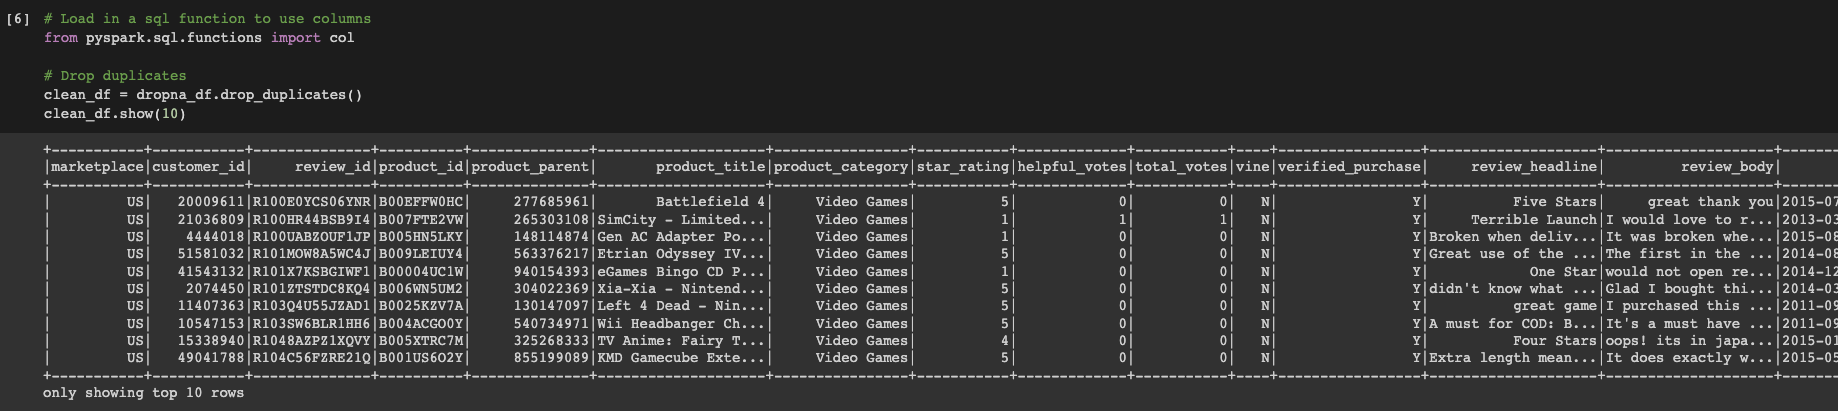 [6] # Load in a sql function to use columns
from pyspark.sql.functions import col
# Drop duplicates
clean_df = dropna_df.drop_duplicates()
clean_df.show(10)
+-----------+-----------+--------------+----------+--------------+--------------------+----------------+-----------+-------------+-----------+----+-----------------+--------------------+--------------------+-------
|marketplace|customer_id|     review_id|product_id|product_parent|       product_title|product_category|star_rating|helpful_votes|total_votes|vine|verified_purchase|     review_headline|         review_body|
+-----------+-----------+--------------+----------+--------------+--------------------+----------------+-----------+-------------+-----------+----+-----------------+--------------------+--------------------+-------
|         US|   20009611|R100E0YCS06YNR|B00EFFW0HC|     277685961|       Battlefield 4|     Video Games|          5|            0|          0|   N|                Y|          Five Stars|     great thank you|2015-07
|         US|   21036809|R100HR44BSB9I4|B007FTE2VW|     265303108|SimCity - Limited...|     Video Games|          1|            1|          1|   N|                Y|     Terrible Launch|I would love to r...|2013-03
|         US|    4444018|R100UABZOUF1JP|B005HN5LKY|     148114874|Gen AC Adapter Po...|     Video Games|          1|            0|          0|   N|                Y|Broken when deliv...|It was broken whe...|2015-08
|         US|   51581032|R101MOW8A5WC4J|B009LEIUY4|     563376217|Etrian Odyssey IV...|     Video Games|          5|            0|          0|   N|                Y|Great use of the ...|The first in the ...|2014-08
|         US|   41543132|R101X7KSBGIWF1|B00004UC1W|     940154393|eGames Bingo CD P...|     Video Games|          1|            0|          0|   N|                Y|            One Star|would not open re...|2014-12
|         US|    2074450|R101ZTSTDC8KQ4|B006WN5UM2|     304022369|Xia-Xia - Nintend...|     Video Games|          5|            0|          0|   N|                Y|didn't know what ...|Glad I bought thi...|2014-03
|         US|   11407363|R103Q4U55JZAD1|B0025KZV7A|     130147097|Left 4 Dead - Nin...|     Video Games|          5|            0|          0|   N|                Y|          great game|I purchased this ...|2011-09
|         US|   10547153|R103SW6BLR1HH6|B004ACGO0Y|     540734971|Wii Headbanger Ch...|     Video Games|          5|            0|          0|   N|                Y|A must for COD: B...|It's a must have ...|2011-09
|         US|   15338940|R1048AZPZ1XQVY|B005XTRC7M|     325268333|TV Anime: Fairy T...|     Video Games|          4|            0|          0|   N|                Y|          Four Stars|oops! its in japa...|2015-01
|         US|   49041788|R104C56FZRE21Q|B001US6O2Y|     855199089|KMD Gamecube Exte...|     Video Games|          5|            0|          0|   N|                Y|Extra length mean...|It does exactly w...|2015-05
+-----------+-----------+--------------+----------+--------------+--------------------+----------------+-----------+-------------+-----------+----+-----------------+--------------------+--------------------+-------
only showing top 10 rows